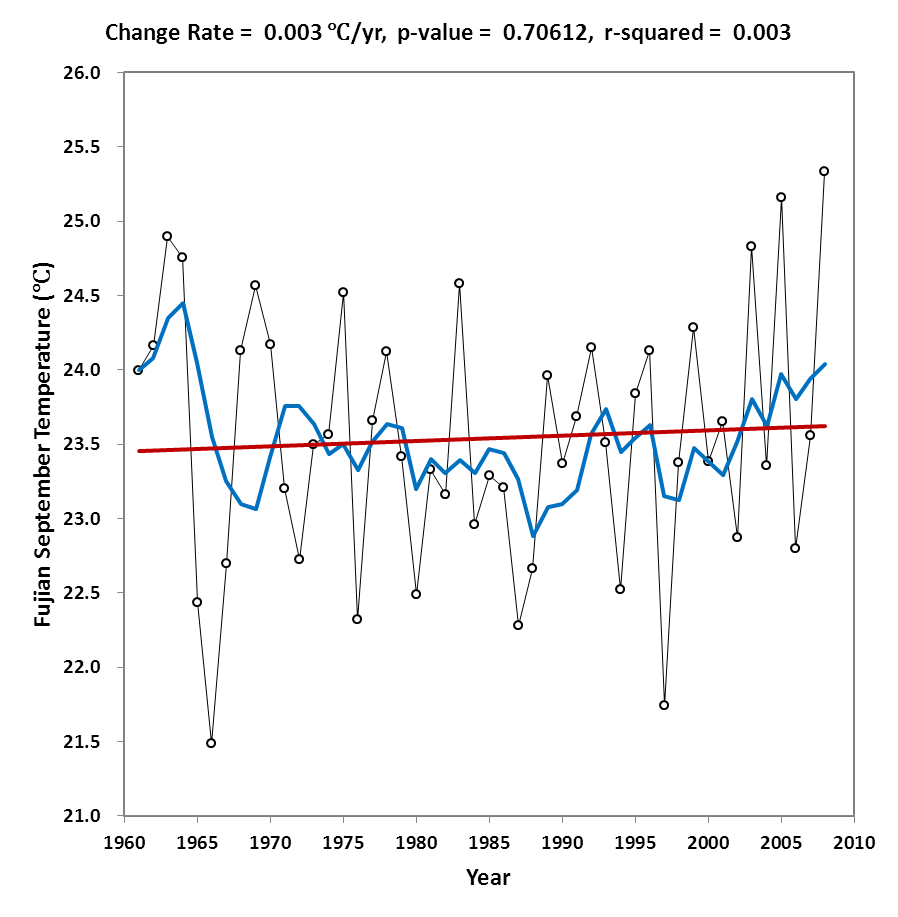 Change Rate = 0.003 ℃/yr, p-value = 0.70612, r-squared = 0.003
26.0
25.5
25.0
24.5
24.0
23.5
23.0
22.5
22.0
21.5
21.0
Fujian September Temperature (℃)
1960 1965 1970 1975 1980 1985 1990 1995 2000 2005 2010
Year